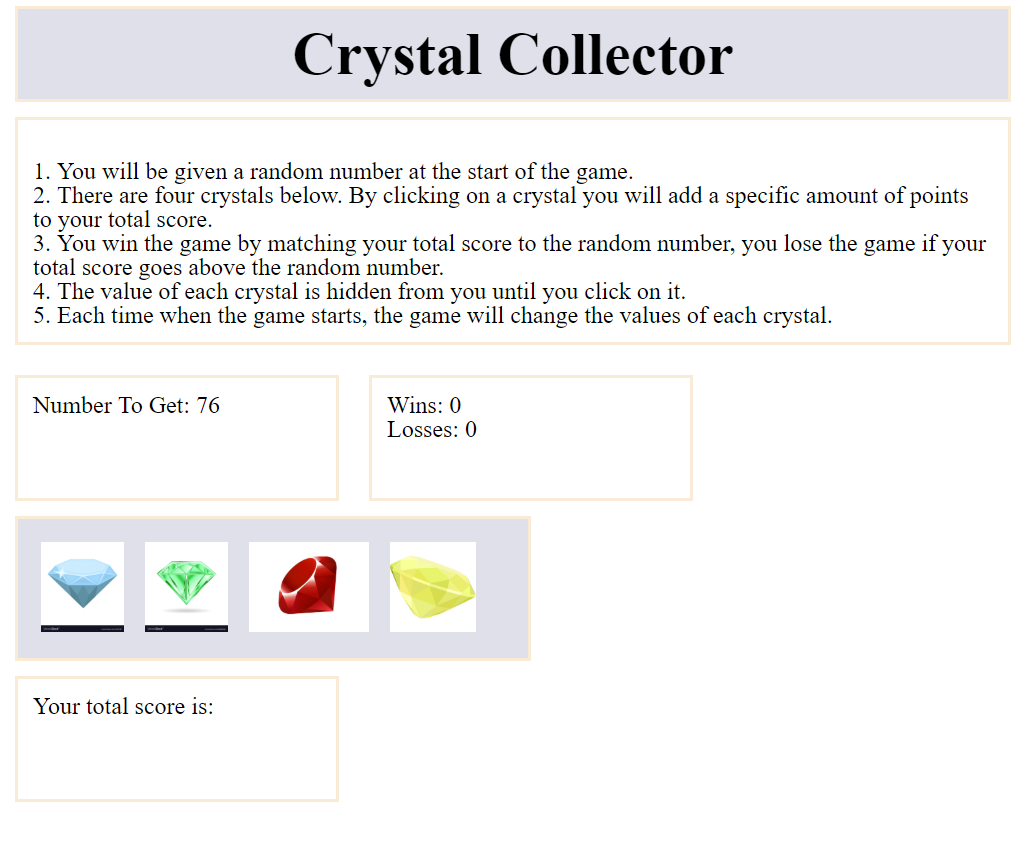 Crystal Collector
1. You will be given a random number at the start of the game.
2. There are four crystals below. By clicking on a crystal you will add a specific amount of points
to your total score.
3. You win the game by matching your total score to the random number, you lose the game if your
total score goes above the random number.
4. The value of each crystal is hidden from you until you click on it.
5. Each time when the game starts, the game will change the values of each crystal.
Number To Get: 76
Wins: 0
Losses: 0
Your total score is: